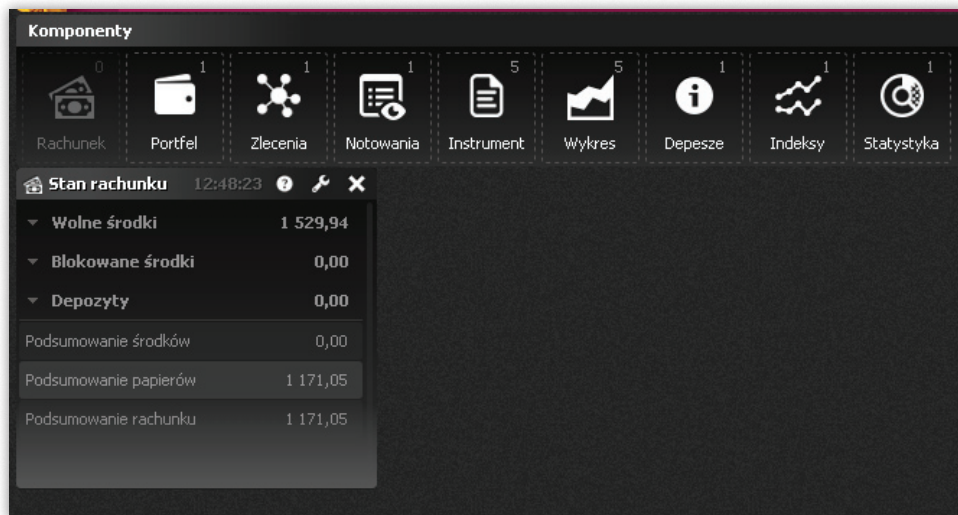 Komponenty
0 1 1 1 5 5 1 1 1
Rachunek Portfel Zlecenia Notowania Instrument Wykres Depesze Indeksy Statystyka
Stan rachunku 12:48:23
Wolne środki 1 529,94
Blokowane środki 0,00
Depozyty 0,00
Podsumowanie środków 0,00
Podsumowanie papierów 1 171,05
Podsumowanie rachunku 1 171,05